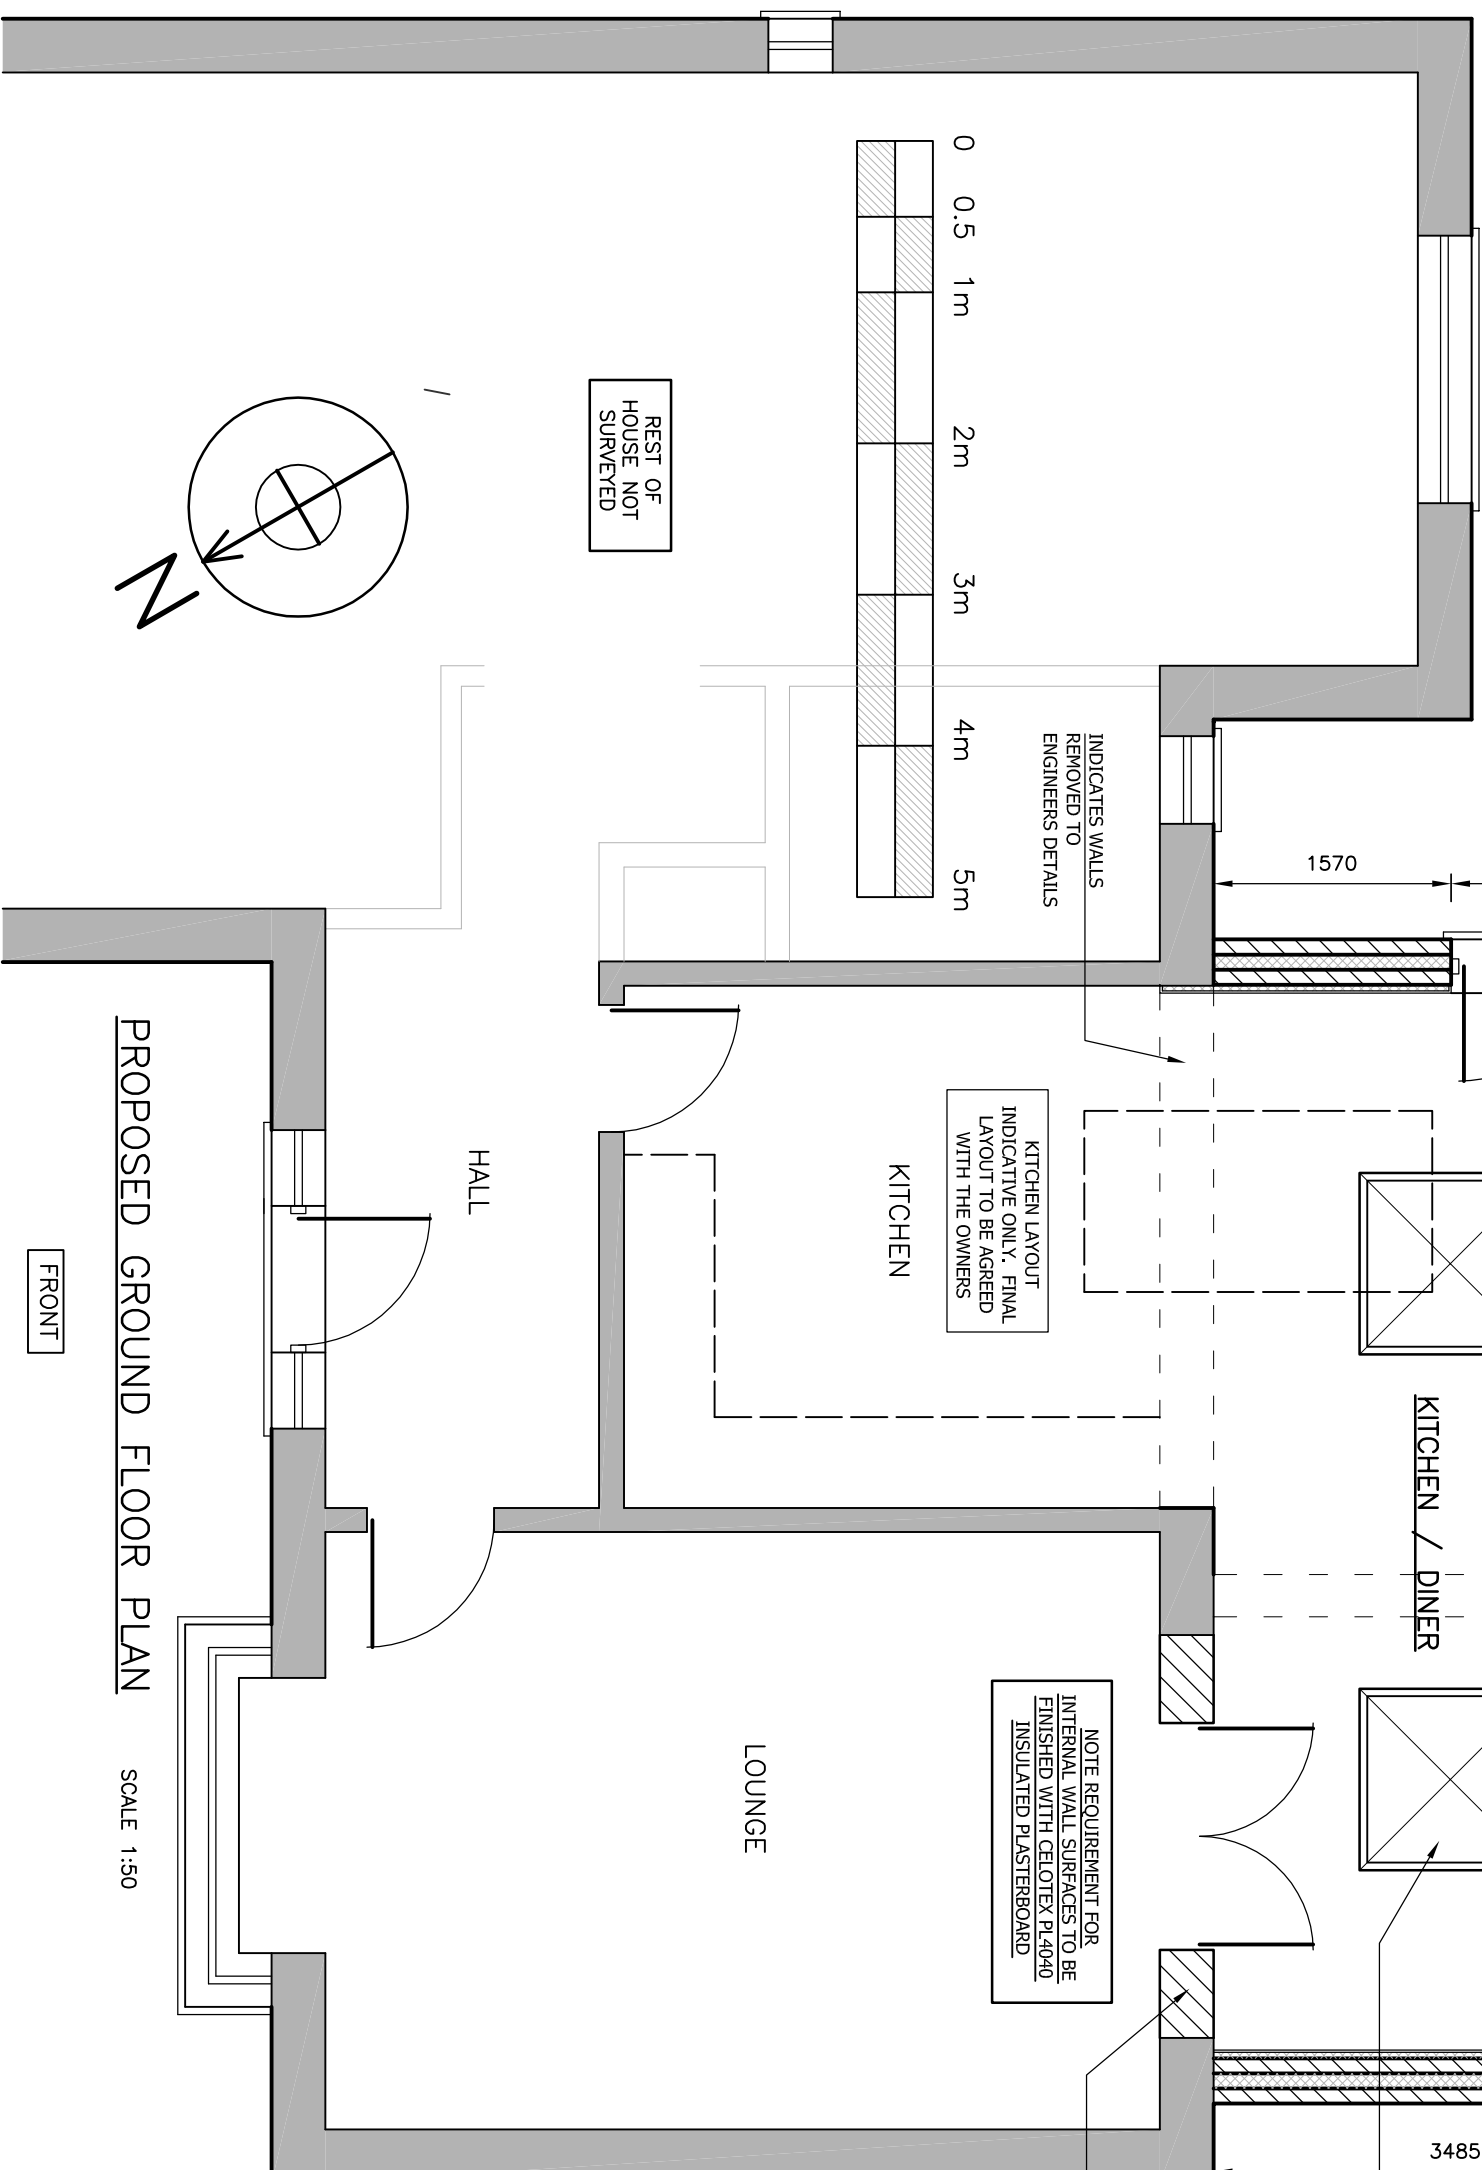 0 0.5 1m 2m 3m 4m 5m
REST OF
HOUSE NOT
SURVEYED
N
INDICATES WALLS
REMOVED TO
ENGINEERS DETAILS
1570
KITCHEN LAYOUT
INDICATIVE ONLY. FINAL
LAYOUT TO BE AGREED
WITH THE OWNERS
KITCHEN
HALL
KITCHEN / DINER
NOTE REQUIREMENT FOR
INTERNAL WALL SURFACES TO BE
FINISHED WITH CELOTEX PL4040
INSULATED PLASTERBOARD
LOUNGE
3485
PROPOSED GROUND FLOOR PLAN SCALE 1:50
FRONT